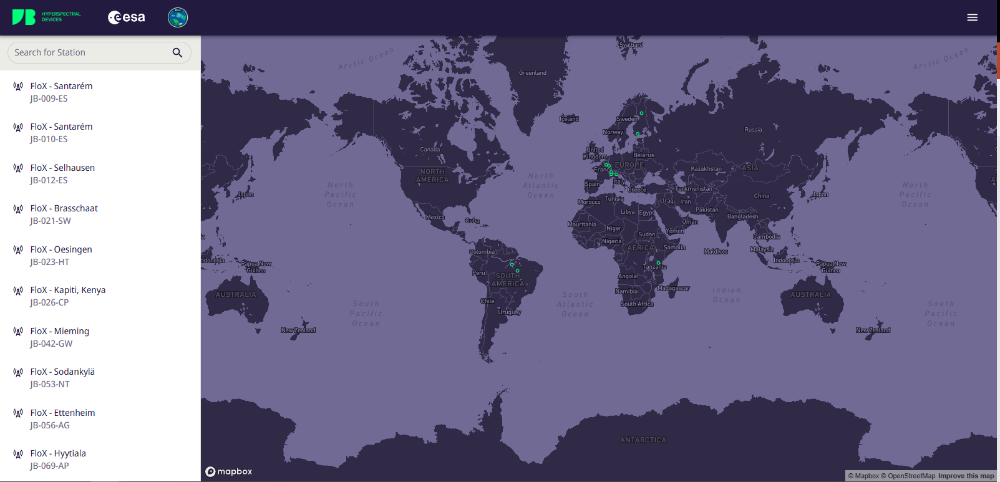 HYPERSPECTRAL
DEVICES
esa
Search for Station
FloX - Santarém
JB-009-ES
FloX - Santarém
JB-010-ES
FloX - Selhausen
JB-012-ES
FloX - Brasschaat
JB-021-SW
FloX - Oesingen
JB-023-HT
FloX - Kapiti, Kenya
JB-026-CP
FloX - Mieming
JB-042-GW
FloX - Sodankylä
JB-053-NT
FloX - Ettenheim
JB-056-AG
FloX - Hyytiala
JB-069-AP
Svalbard
Arctic Ocean
Arctic Ocean
Greenland
Iceland
Sweden
Norway
Russia
Canada
United
Kingdom
Belarus
EUROPE
France
Kazakhstan
ASIA
NORTH
AMERICA
North
Atlantic
Ocean
North
Pacific
Ocean
North
Pacific
Ocean
Spain
Italy
Greece
Turkmenistan
Japan
China
Japan
Morocco
Tunisia
Iraq
Iran
Pakistan
Libya
Egypt
Mexico
Cuba
Mauritania
Niger
Oman
Bangladesh
Yemen
Sudan
Cambodia
Nigeria
AFRICA
Somalia
Maldives
Malaysia
Colombia
Indonesia
ndonesia
Papua New
Guinea
Papua New
Guinea
Tanzania
Peru
SOUTH
AMERICA
Angola
Madagascar
Namibia
Indian
Ocean
AUSTRALIA
AUSTRALIA
South
Atlantic
Ocean
South
Pacific
Ocean
South
Pacific
Ocean
Chile
South Africa
Uruguay
New Zealand
New Zealand
ANTARCTICA
mapbox
© Mapbox © OpenStreetMap Improve this map